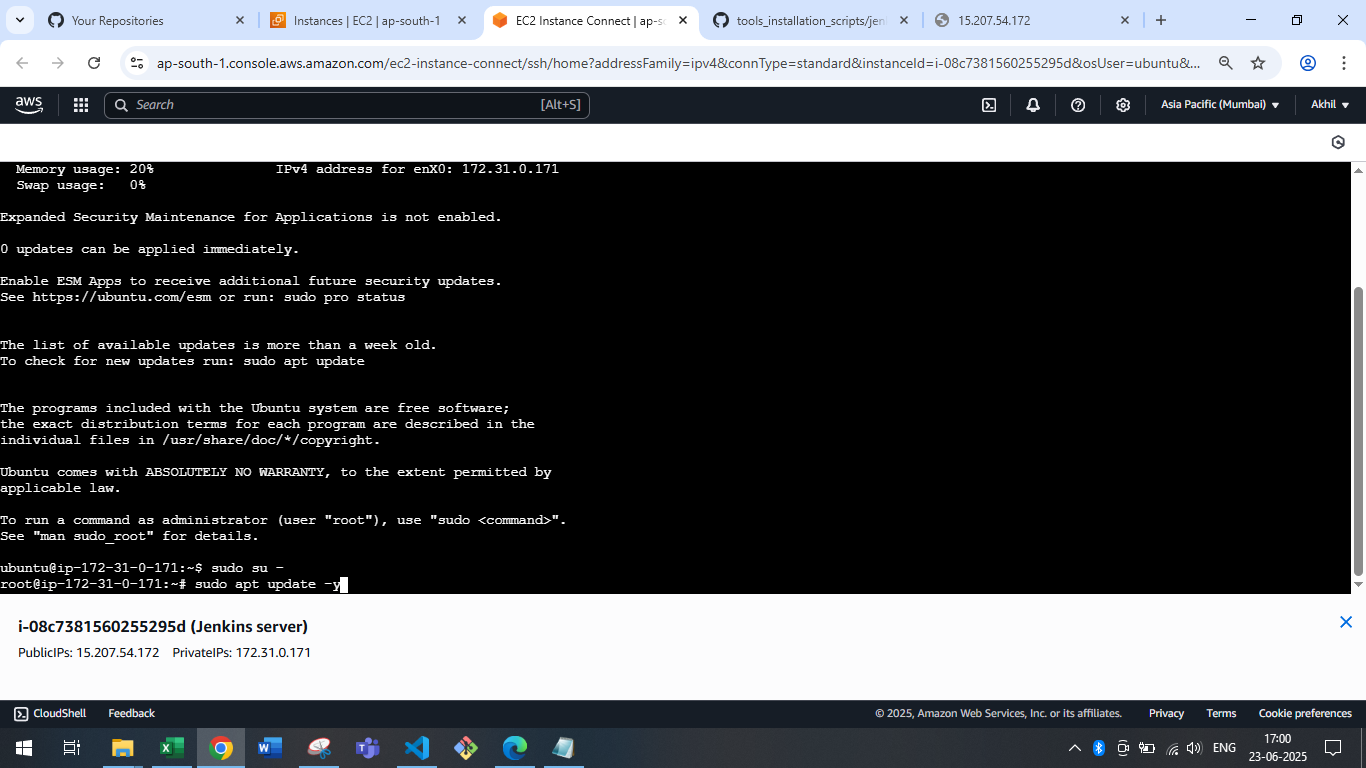 Your Repositories
Instances | EC2 | ap-south-1
EC2 Instance Connect | ap-s
tools_installation_scripts/jen
15.207.54.172
ap-south-1.console.aws.amazon.com/ec2-instance-connect/ssh/home?addressFamily=ipv4&connType=standard&instanceId=i-08c7381560255295d&osUser=ubuntu&...
aws
Search
[Alt+S]
Asia Pacific (Mumbai)
Akhil
Memory usage: 20% IPv4 address for enX0: 172.31.0.171
Swap usage: 0%
Expanded Security Maintenance for Applications is not enabled.
0 updates can be applied immediately.
Enable ESM Apps to receive additional future security updates.
See https://ubuntu.com/esm or run: sudo pro status
The list of available updates is more than a week old.
To check for new updates run: sudo apt update
The programs included with the Ubuntu system are free software;
the exact distribution terms for each program are described in the
individual files in /usr/share/doc/*/copyright.
Ubuntu comes with ABSOLUTELY NO WARRANTY, to the extent permitted by
applicable law.
To run a command as administrator (user "root"), use "sudo <command>".
See "man sudo_root" for details.
ubuntu@ip-172-31-0-171:~$ sudo su -
root@ip-172-31-0-171:~# sudo apt update -y
i-08c7381560255295d (Jenkins server)
PublicIPs: 15.207.54.172 PrivateIPs: 172.31.0.171
CloudShell
Feedback
© 2025, Amazon Web Services, Inc. or its affiliates.
Privacy
Terms
Cookie preferences
ENG
17:00
23-06-2025